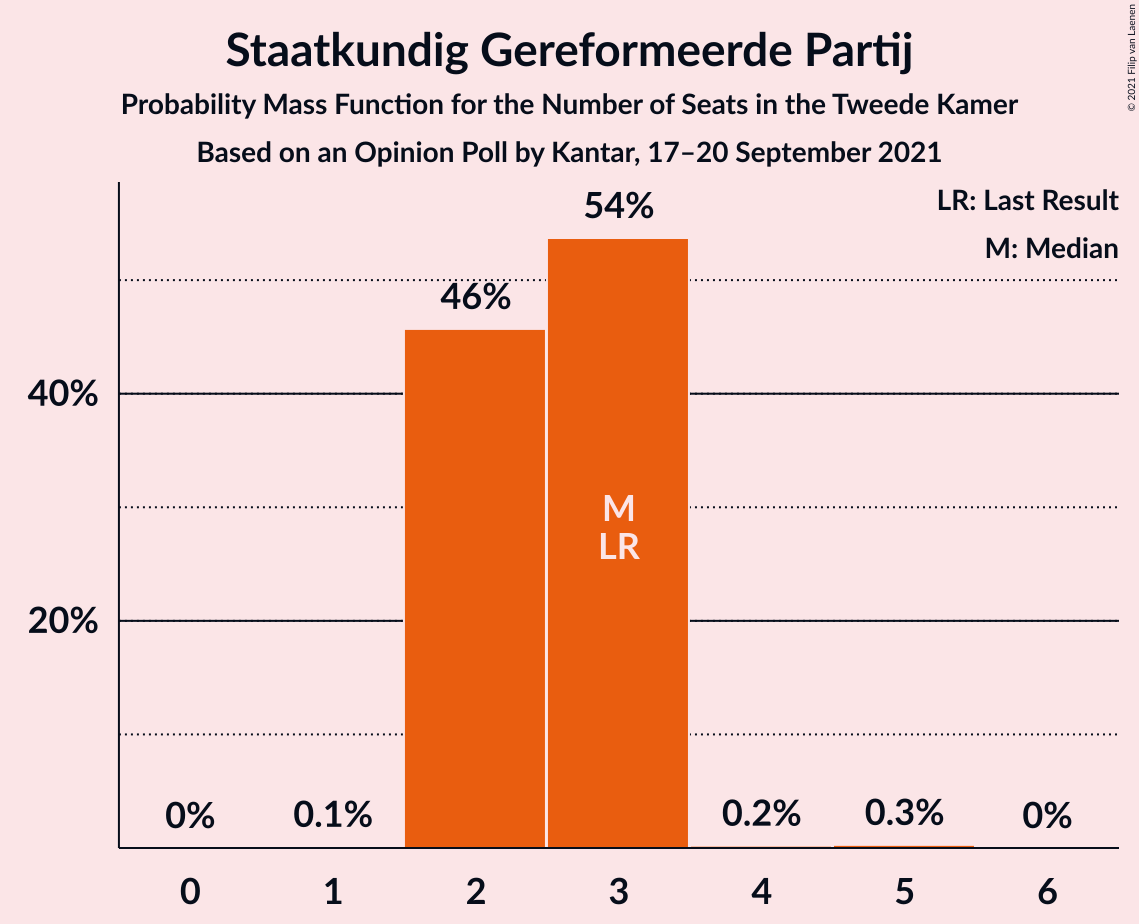 Staatkundig Gereformeerde Partij
Probability Mass Function for the Number of Seats in the Tweede Kamer
Based on an Opinion Poll by Kantar, 17–20 September 2021
© 2021 Filip van Laenen
LR: Last Result
M: Median
54%
46%
40%
M
LR
20%
0%
0.1%
0.2%
0.3%
0%
0
1
2
3
4
5
6